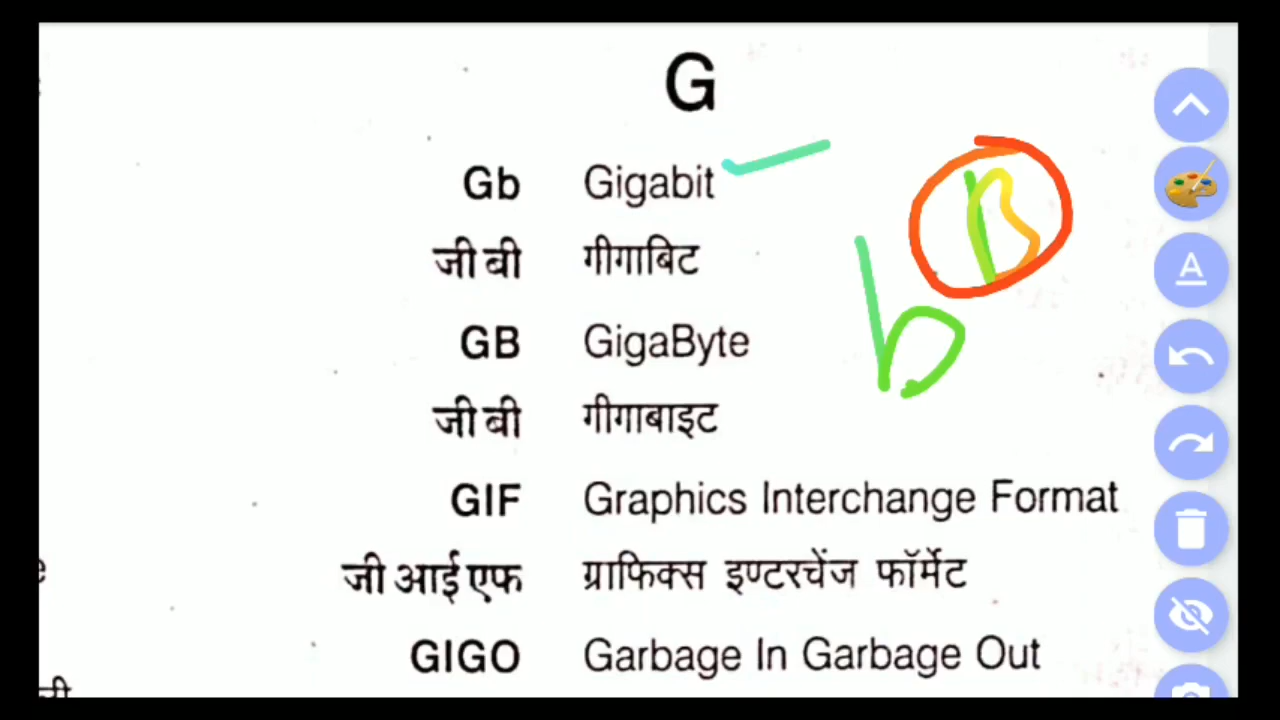 G
Gb Gigabit
जी बी गीगाबिट
B
b
GB GigaByte
जी बी गीगाबाइट
GIF Graphics Interchange Format
जी आई एफ ग्राफिक्स इण्टरचेंज फॉर्मेट
GIGO Garbage In Garbage Out
A